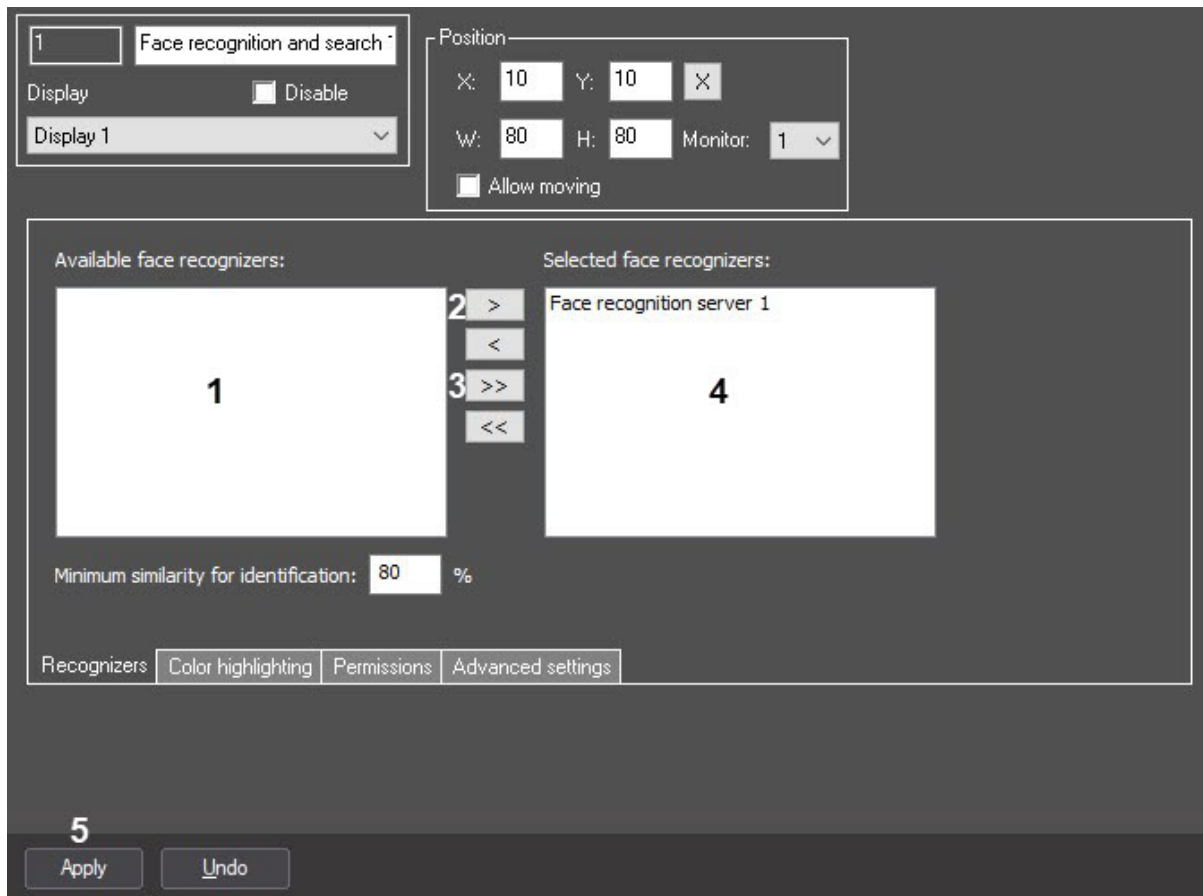 1
Face recognition and search
Display
Disable
Display 1
Position
X: 10 Y: 10 X
W: 80 H: 80 Monitor: 1
Allow moving
Available face recognizers:
Selected face recognizers:
1
2 >
<
3 >>
<<
Face recognition server 1
4
Minimum similarity for identification: 80 %
Recognizers Color highlighting Permissions Advanced settings
5
Apply Undo